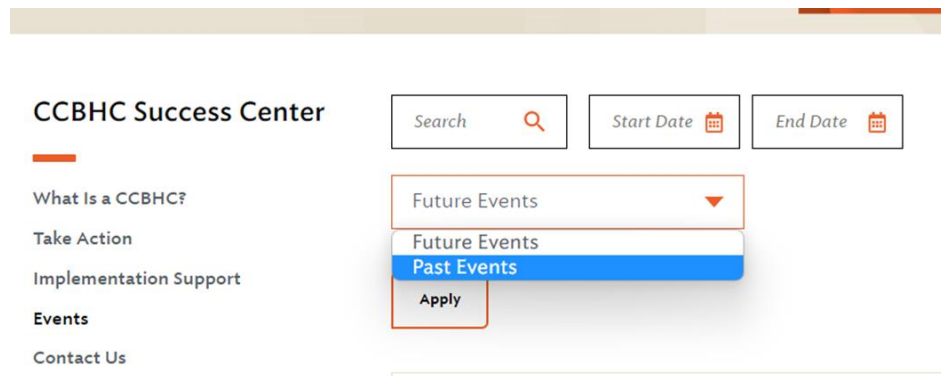 CCBHC Success Center
What Is a CCBHC?
Take Action
Implementation Support
Events
Contact Us
Search
Start Date
End Date
Future Events
Future Events
Past Events
Apply